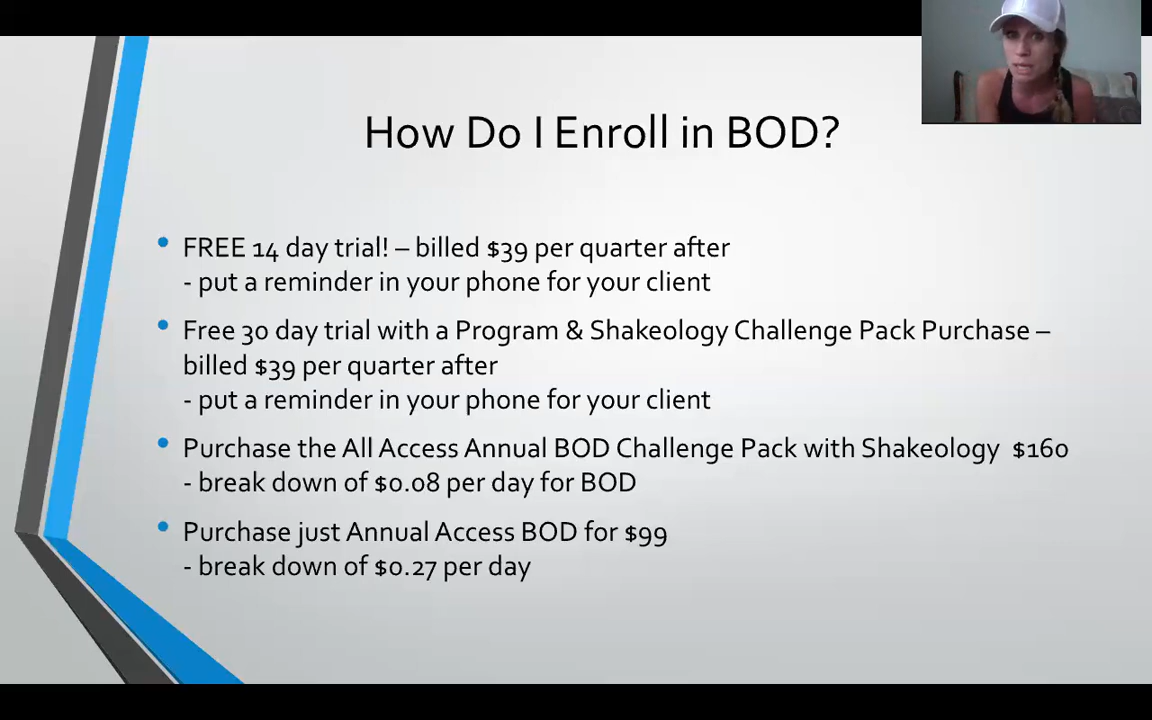 How Do I Enroll in BOD?
• FREE 14 day trial! – billed $39 per quarter after
- put a reminder in your phone for your client
• Free 30 day trial with a Program & Shakeology Challenge Pack Purchase –
billed $39 per quarter after
- put a reminder in your phone for your client
• Purchase the All Access Annual BOD Challenge Pack with Shakeology $160
- break down of $0.08 per day for BOD
• Purchase just Annual Access BOD for $99
- break down of $0.27 per day